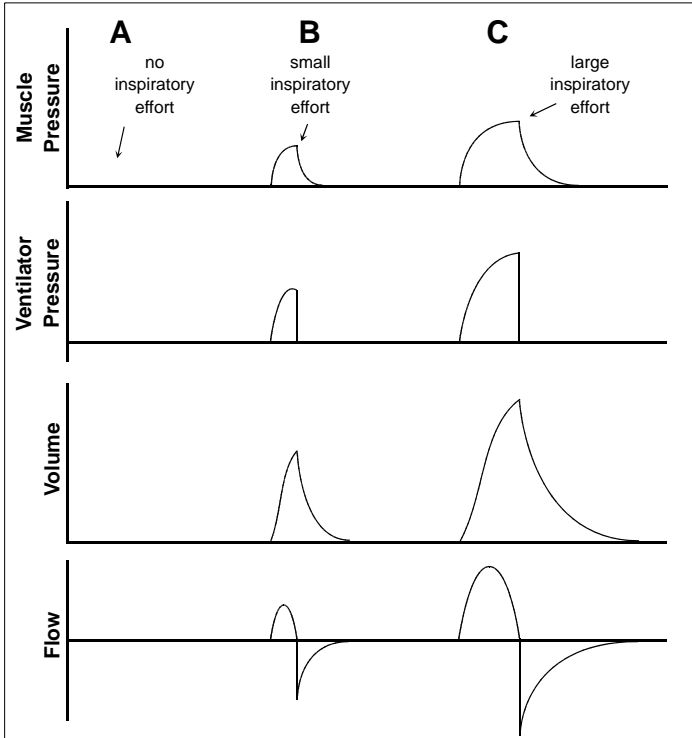 A
B
C
no
inspiratory
effort
small
inspiratory
effort
large
inspiratory
effort
Muscle
Pressure
Ventilator
Pressure
Volume
Flow